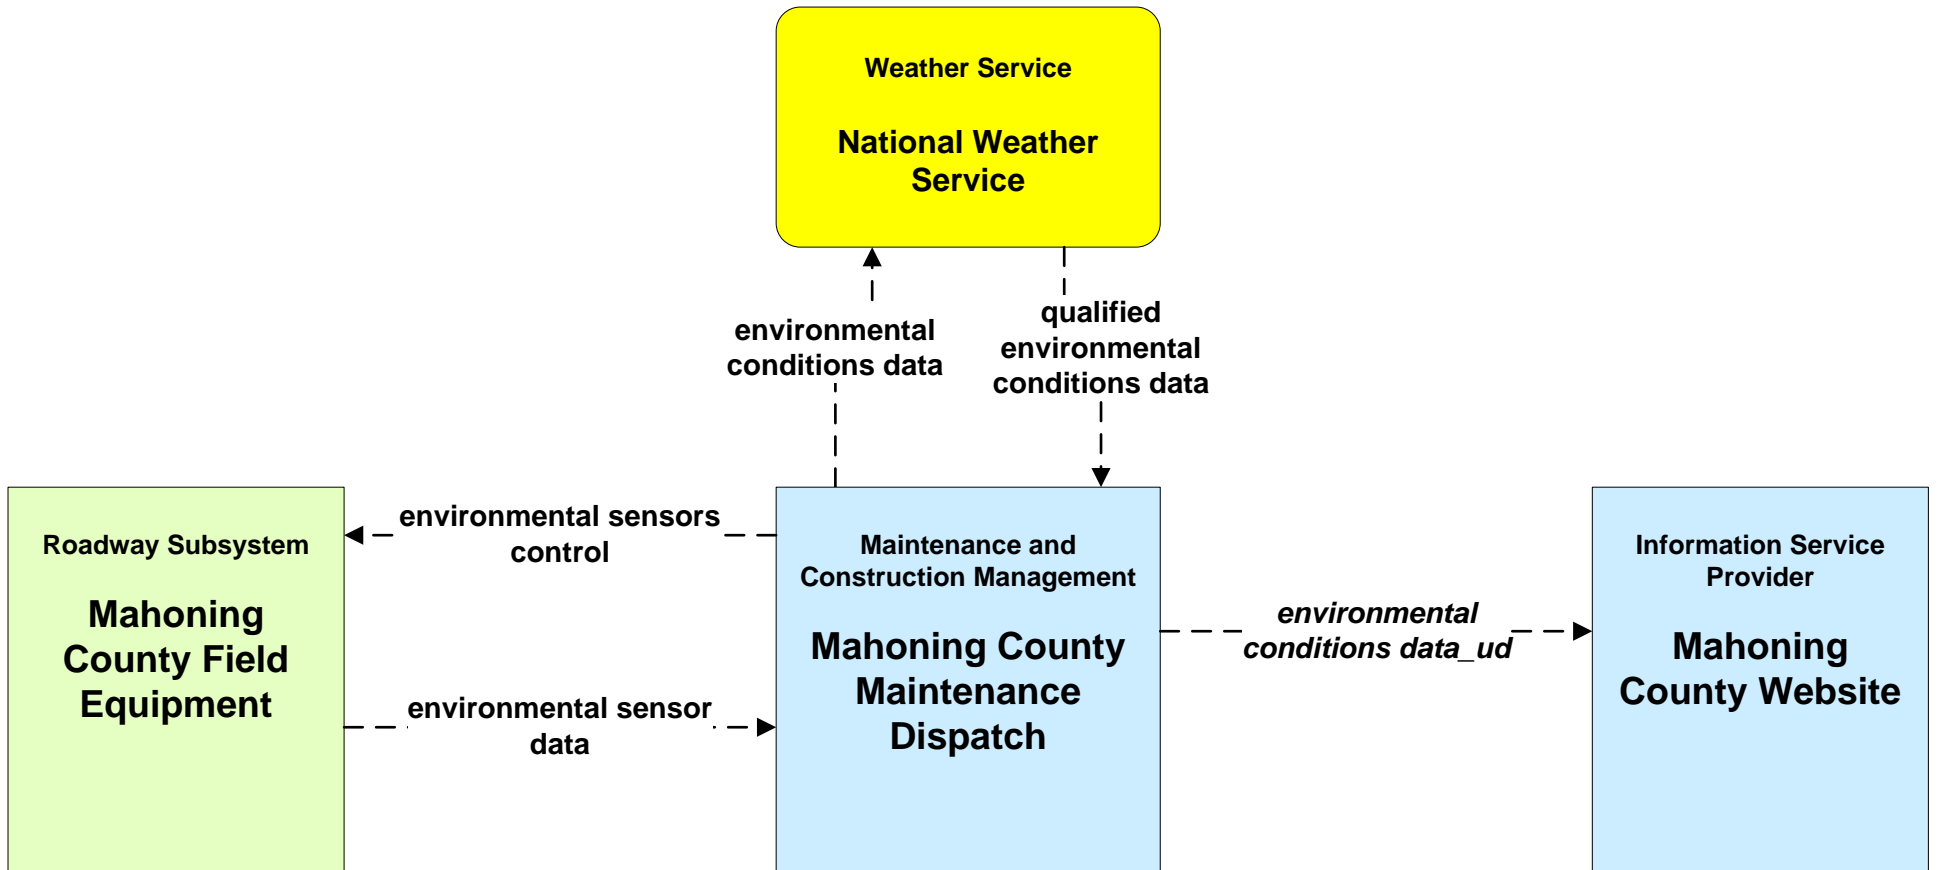 Weather Service
National Weather
Service
environmental
conditions data
qualified
environmental
conditions data
Roadway Subsystem
Mahoning
County Field
Equipment
environmental sensors
control
environmental sensor
data
Maintenance and
Construction Management
Mahoning County
Maintenance
Dispatch
environmental
conditions data_ud
Information Service
Provider
Mahoning
County Website